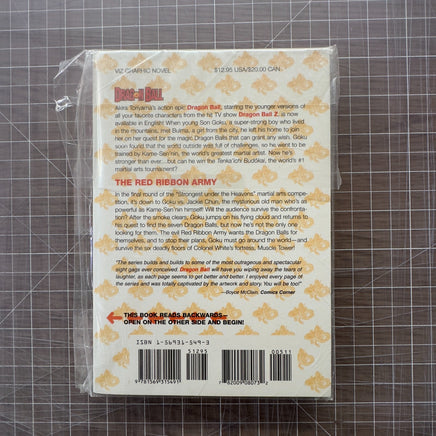 VIZ GRAPHIC NOVEL $12.95 USA/$20.00 CAN.
DRAGON BALL
Akira Toriyama's action epic Dragon Ball, starring the younger versions of
all your favorite characters from the hit TV show Dragon Ball Z, is now
available in English! When young Son Goku, a super-strong boy who lived
in the mountains, met Bulma, a girl from the city, he left his home to join
her on her quest for the magic Dragon Balls that can grant any wish. Goku
soon found that the world outside was full of challenges, so he went to be
trained by Kame-Sen'nin, the world's greatest martial artist. Now he's
stronger than ever...but can he win the Tenka'ichi Budōkai, the world's #1
martial arts tournament?
THE RED RIBBON ARMY
In the final round of the "Strongest under the Heavens" martial arts compe-
tition, it's down to Goku vs. Jackie Chun, the mysterious old man who's as
powerful as Kame-Sen'nin himself! Will the audience survive the confronta-
tion? After the smoke clears, Goku jumps on his flying cloud and returns to
his quest to find the seven Dragon Balls, but now he's not the only one
looking for them. The evil Red Ribbon Army wants the Dragon Balls for
themselves, and to stop their plans, Goku must go around the world—and
survive the six deadly floors of Colonel White's fortress, Muscle Tower!
"The series builds and builds to some of the most outrageous and spectacular
sight gags ever conceived. Dragon Ball will have you wiping away the tears of
laughter, as each page seems to get better and better. I enjoyed every page of
the series and was totally captivated by the artwork and story. You will be too!"
—Boyce McClain, Comics Corner
THIS BOOK READS BACKWARDS...
OPEN ON THE OTHER SIDE AND BEGIN!
ISBN 1-56931-549-3
51295
00511
9 781569 315491
7 82009 08073 2